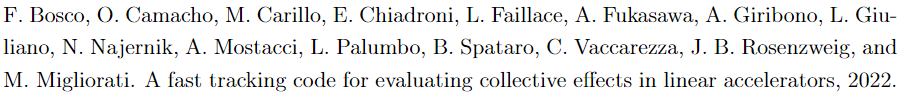 F. Bosco, O. Camacho, M. Carillo, E. Chiadroni, L. Faillace, A. Fukasawa, A. Giribono, L. Giu-
liano, N. Najernik, A. Mostacci, L. Palumbo, B. Spataro, C. Vaccarezza, J. B. Rosenzweig, and
M. Migliorati. A fast tracking code for evaluating collective effects in linear accelerators, 2022.